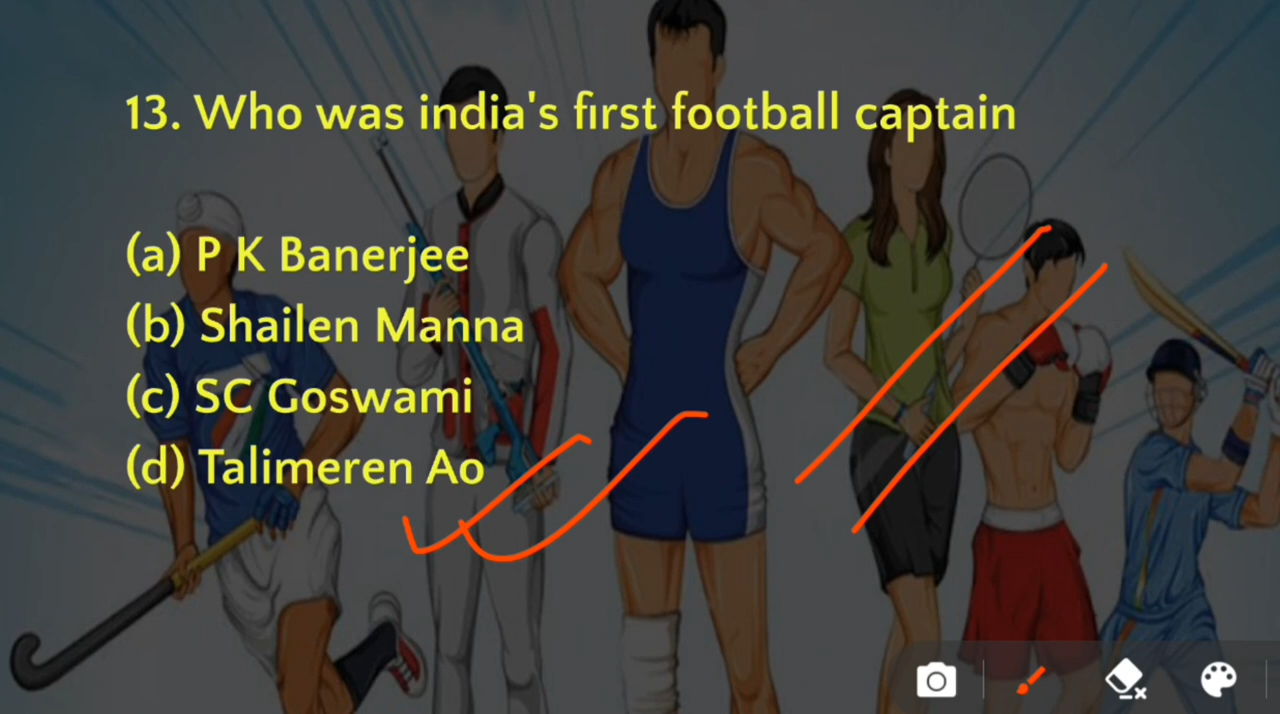 13. Who was india's first football captain
(a) P K Banerjee
(b) Shailen Manna
(c) SC Goswami
(d) Talimeren Ao